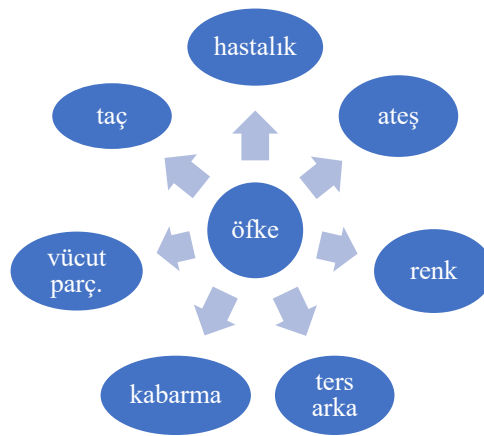 hastalık
taç
ateş
öfke
vücut
parç.
renk
kabarma
ters
arka